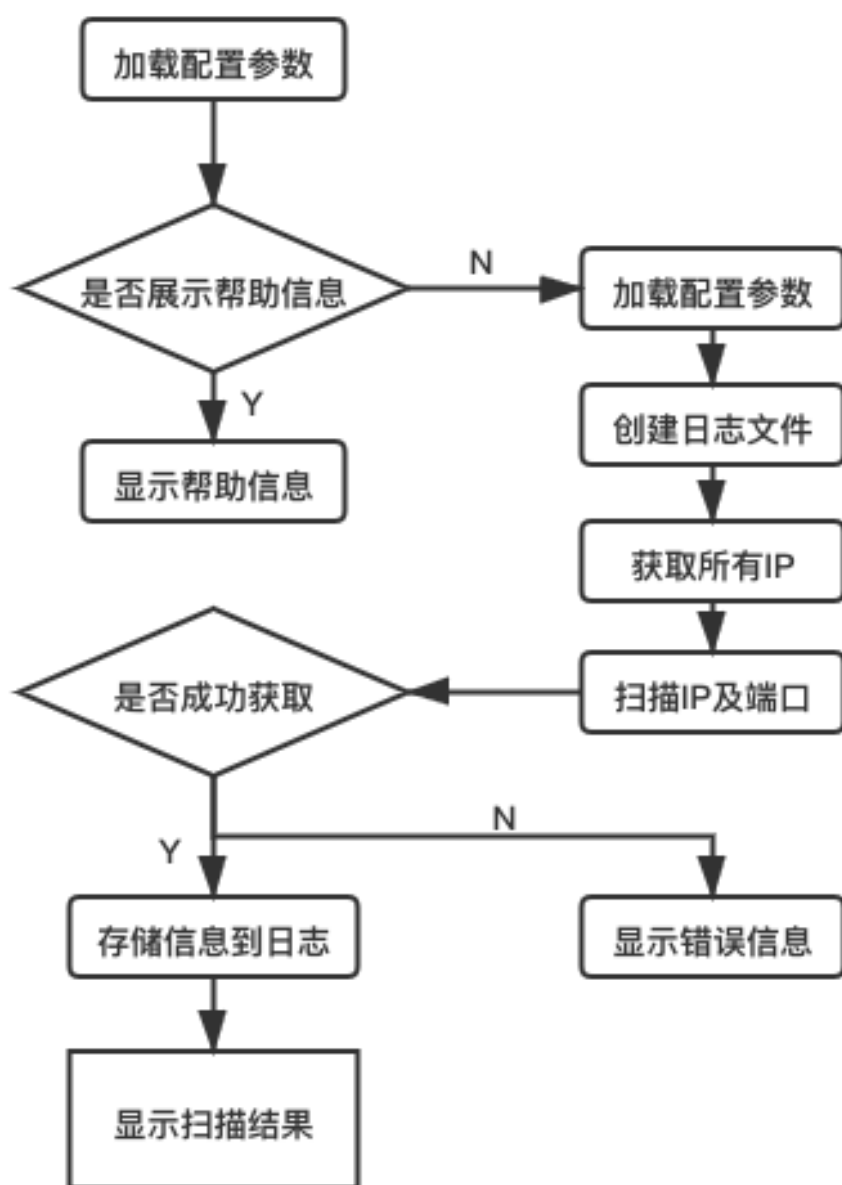 加载配置参数
是否展示帮助信息
N
加载配置参数
Y
显示帮助信息
创建日志文件
获取所有IP
扫描IP及端口
是否成功获取
N
Y
存储信息到日志
显示错误信息
显示扫描结果